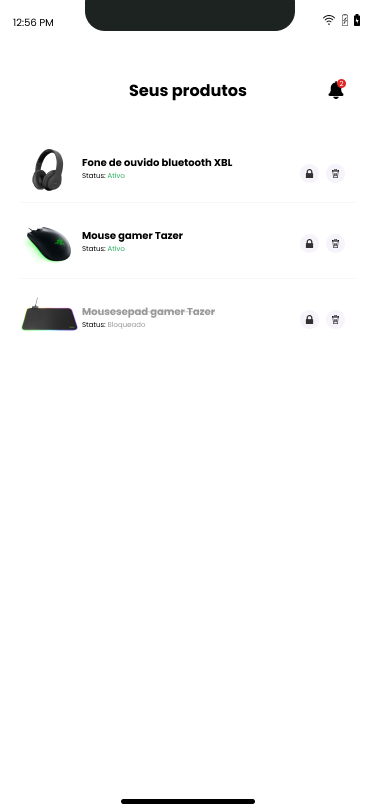 12:56 PM
Seus produtos
2
Fone de ouvido bluetooth XBL
Status: Ativo
Mouse gamer Tazer
Status: Ativo
Mousesepad gamer Tazer
Status: Bloqueado